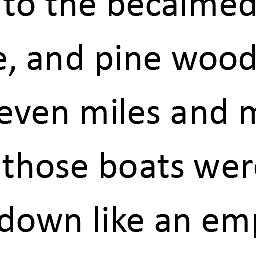 to the becalmed
e, and pine wood
even miles and m
those boats were
down like an emp